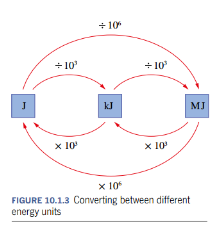 ÷ 10⁶
÷ 10³ ÷ 10³
J kJ MJ
× 10³ × 10³
× 10⁶
FIGURE 10.1.3 Converting between different
energy units